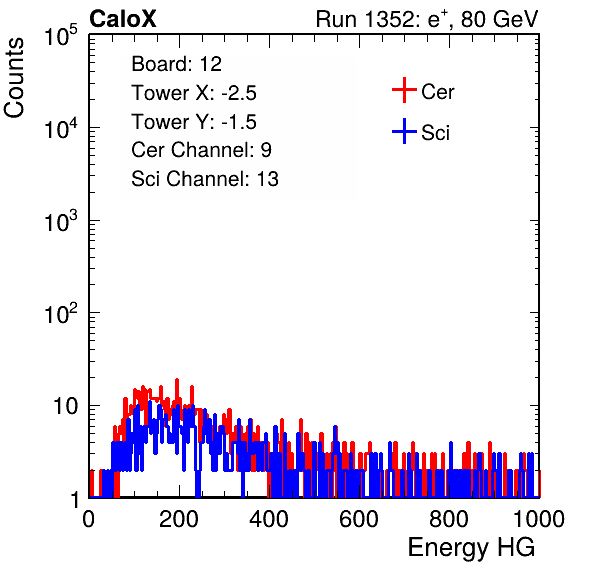 CaloX Run 1352: e⁺, 80 GeV
Counts
Board: 12
Tower X: -2.5
Tower Y: -1.5
Cer Channel: 9
Sci Channel: 13
Cer
Sci
10⁵
10⁴
10³
10²
10
1
0 200 400 600 800 1000
Energy HG